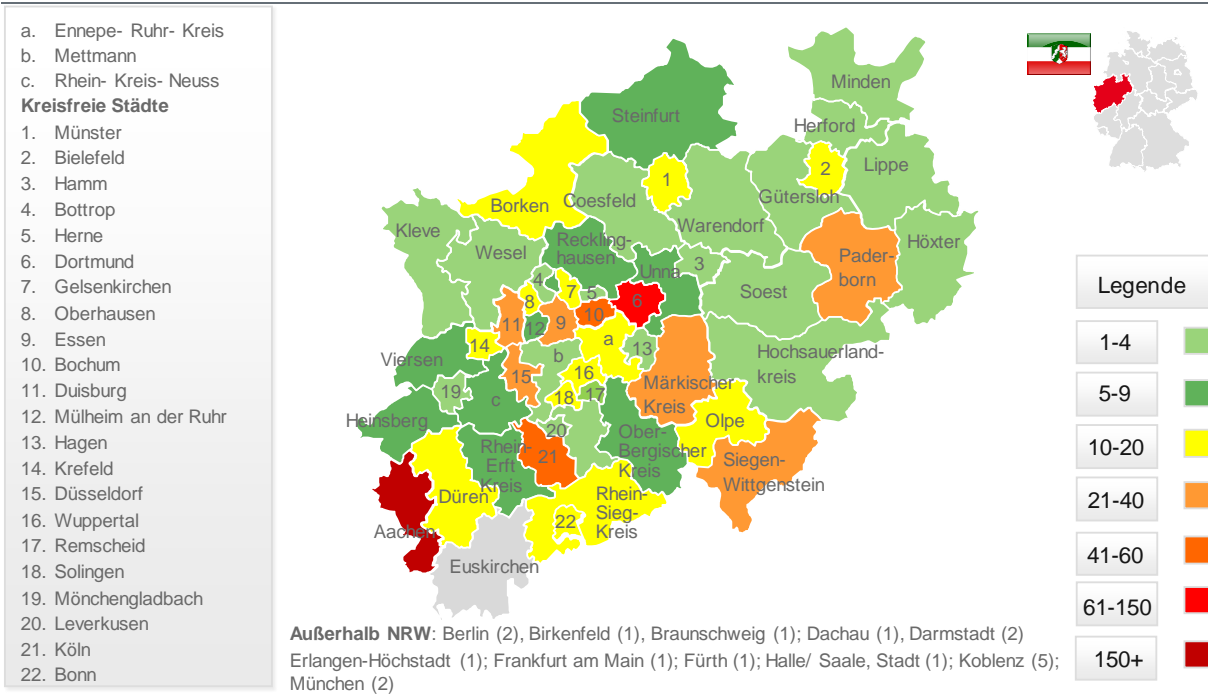 a. Ennepe- Ruhr- Kreis
b. Mettmann
c. Rhein- Kreis- Neuss
Kreisfreie Städte
1. Münster
2. Bielefeld
3. Hamm
4. Bottrop
5. Herne
6. Dortmund
7. Gelsenkirchen
8. Oberhausen
9. Essen
10. Bochum
11. Duisburg
12. Mülheim an der Ruhr
13. Hagen
14. Krefeld
15. Düsseldorf
16. Wuppertal
17. Remscheid
18. Solingen
19. Mönchengladbach
20. Leverkusen
21. Köln
22. Bonn
Minden
Steinfurt
Herford
2
Lippe
1
Coesfeld
Gütersloh
Borken
Warendorf
Kleve
Höxter
Reckling-
hausen
Wesel
Pader-
born
Unna
3
4
7
5
Soest
8
6
10
11
12
9
14
a
13
b
Hochsauerland-
kreis
Viersen
15
16
Märkischer
Kreis
19
c
18
17
Heinsberg
Olpe
20
Ober-
Bergischer
Kreis
Rhein-
Erft
Kreis
21
Siegen-
Wittgenstein
Düren
Rhein-
Sieg-
Kreis
22
Aachen
Euskirchen
Legende
1-4
5-9
10-20
21-40
41-60
61-150
150+
Außerhalb NRW: Berlin (2), Birkenfeld (1), Braunschweig (1); Dachau (1), Darmstadt (2)
Erlangen-Höchstadt (1); Frankfurt am Main (1); Fürth (1); Halle/ Saale, Stadt (1); Koblenz (5);
München (2)